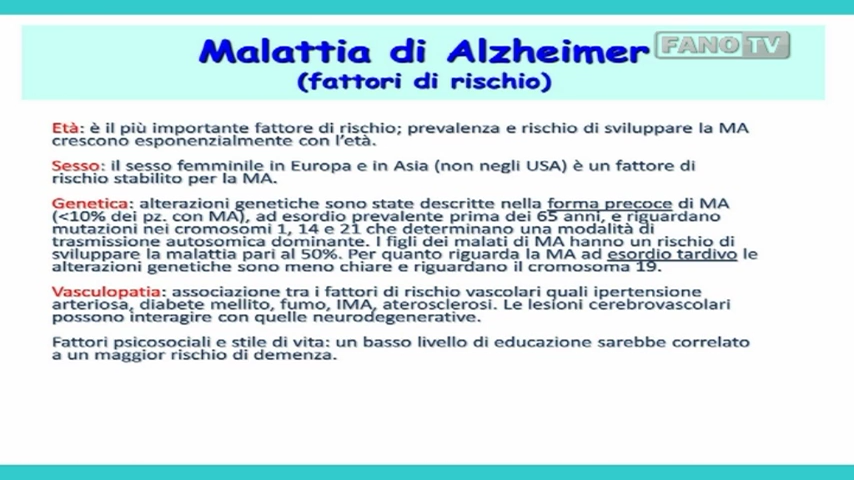 Malattia di Alzheimer
FANO TV
(fattori di rischio)
Età: è il più importante fattore di rischio; prevalenza e rischio di sviluppare la MA
crescono esponenzialmente con l'età.
Sesso: il sesso femminile in Europa e in Asia (non negli USA) è un fattore di
rischio stabilito per la MA.
Genetica: alterazioni genetiche sono state descritte nella forma precoce di MA
(<10% dei pz. con MA), ad esordio prevalente prima dei 65 anni, e riguardano
mutazioni nei cromosomi 1, 14 e 21 che determinano una modalità di
trasmissione autosomica dominante. I figli dei malati di MA hanno un rischio di
sviluppare la malattia pari al 50%. Per quanto riguarda la MA ad esordio tardivo le
alterazioni genetiche sono meno chiare e riguardano il cromosoma 19.
Vasculopatia: associazione tra i fattori di rischio vascolari quali ipertensione
arteriosa, diabete mellito, fumo, IMA, aterosclerosi. Le lesioni cerebrovascolari
possono interagire con quelle neurodegenerative.
Fattori psicosociali e stile di vita: un basso livello di educazione sarebbe correlato
a un maggior rischio di demenza.